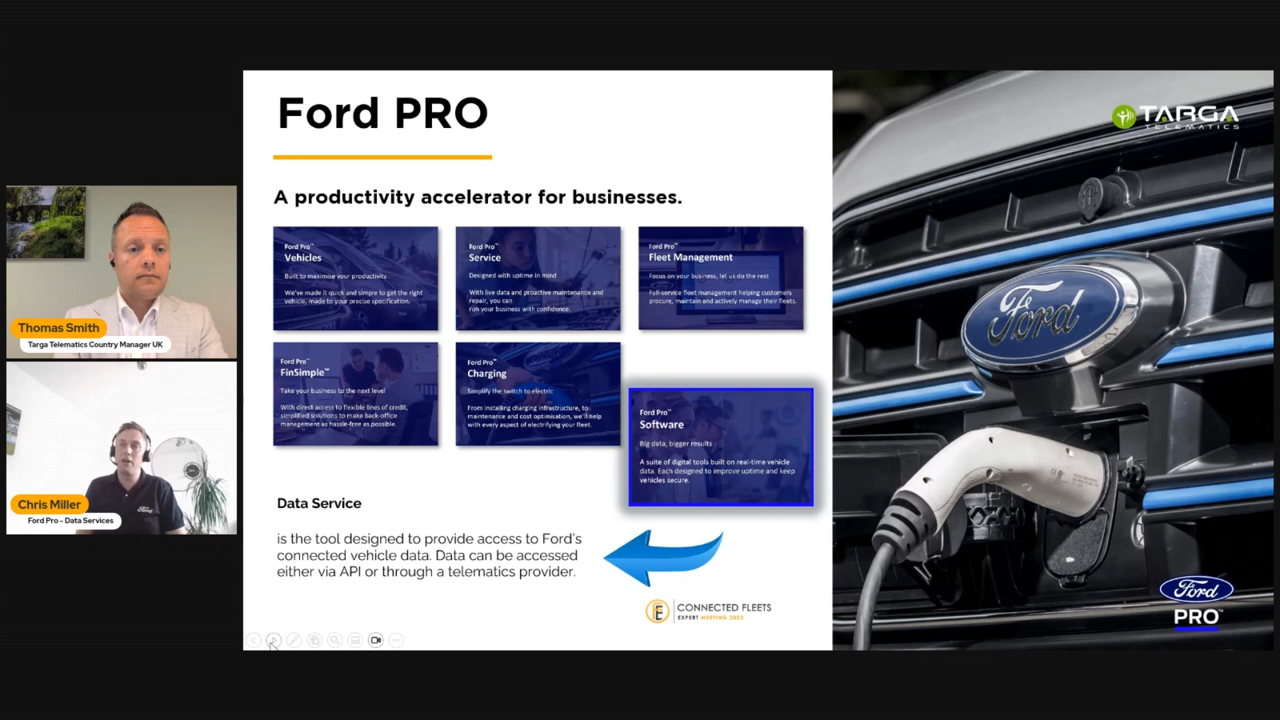 Ford PRO
A productivity accelerator for businesses.
Ford Pro™
Vehicles
Built to maximise your productivity
We've made it quick and simple to get the right
vehicle, made to your precise specification.
Ford Pro™
Service
Designed with uptime in mind
With live data and proactive maintenance and
repair, you can
run your business with confidence.
Ford Pro™
Fleet Management
Focus on your business, let us do the rest
Full-service fleet management helping customers
procure, maintain and actively manage their fleets.
Ford Pro™
FinSimple™
Take your business to the next level
With direct access to flexible lines of credit,
simplified solutions to make back office
management as hassle-free as possible.
Ford Pro™
Charging
Simplify the switch to electric
From installing charging infrastructure, to
maintenance and cost optimisation, we'll help
with every aspect of electrifying your fleet.
Ford Pro™
Software
Big data, bigger results
A suite of digital tools built on real-time vehicle
data. Each designed to improve uptime and keep
vehicles secure.
Data Service
is the tool designed to provide access to Ford's
connected vehicle data. Data can be accessed
either via API or through a telematics provider.
CONNECTED FLEETS
EXPERT MEETING 2023
TARGA
TELEMATICS
Ford
Ford
PRO™
Thomas Smith
Targa Telematics Country Manager UK
Chris Miller
Ford Pro - Data Services
Ford